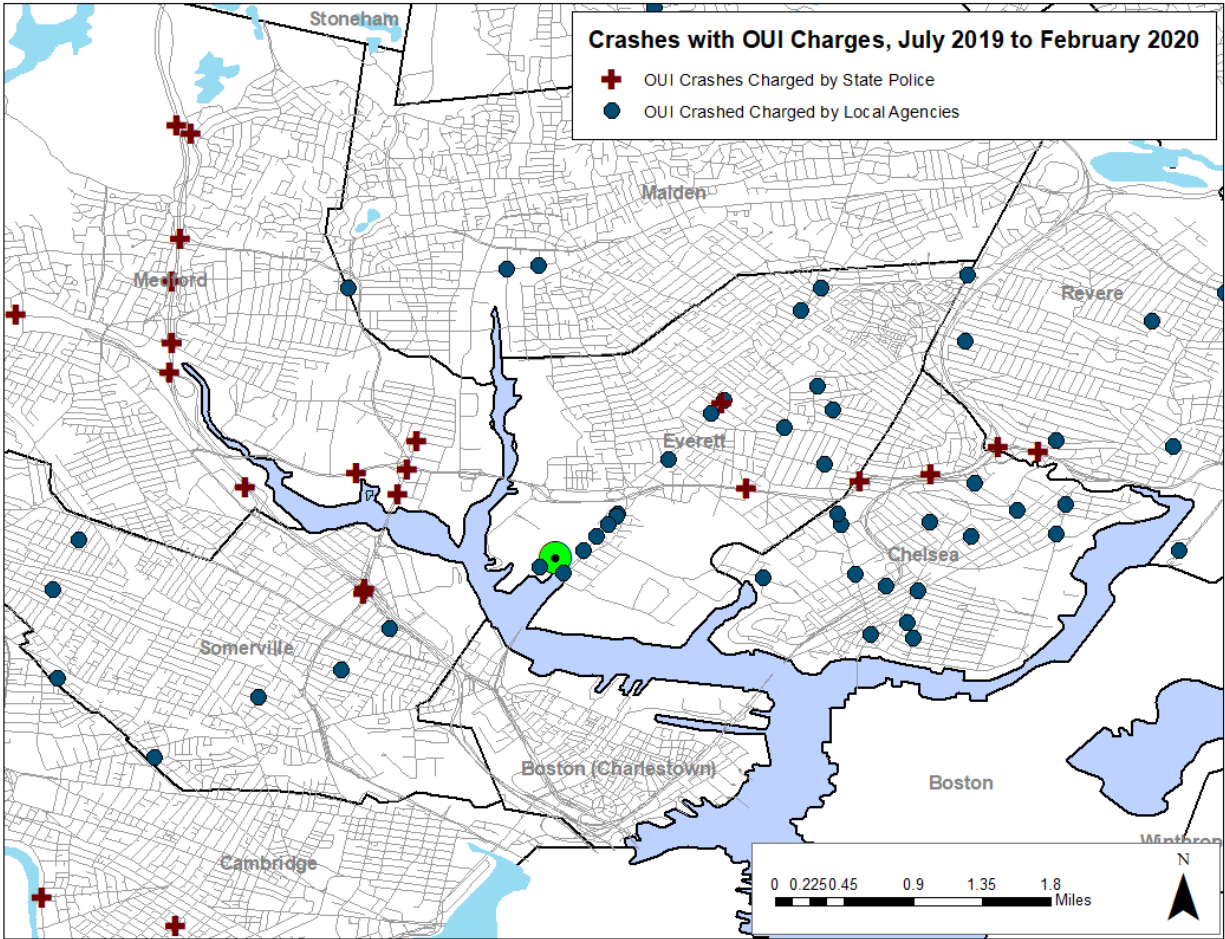 Stoneham
Crashes with OUI Charges, July 2019 to February 2020
OUI Crashes Charged by State Police
OUI Crashed Charged by Local Agencies
Malden
Medford
Revere
Everett
Chelsea
Somerville
Boston (Charlestown)
Boston
Winthrop
Cambridge
N
0 0.225 0.45 0.9 1.35 1.8
Miles